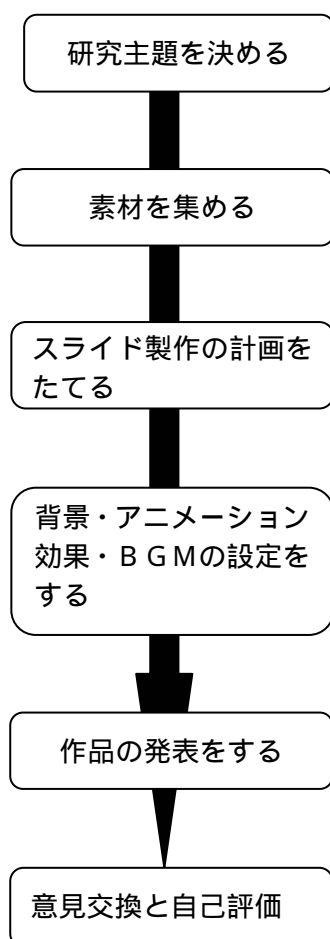 研究主題を決める
素材を集める
スライド製作の計画を
たてる
背景・アニメーション
効果・ＢＧＭの設定を
する
作品の発表をする
意見交換と自己評価